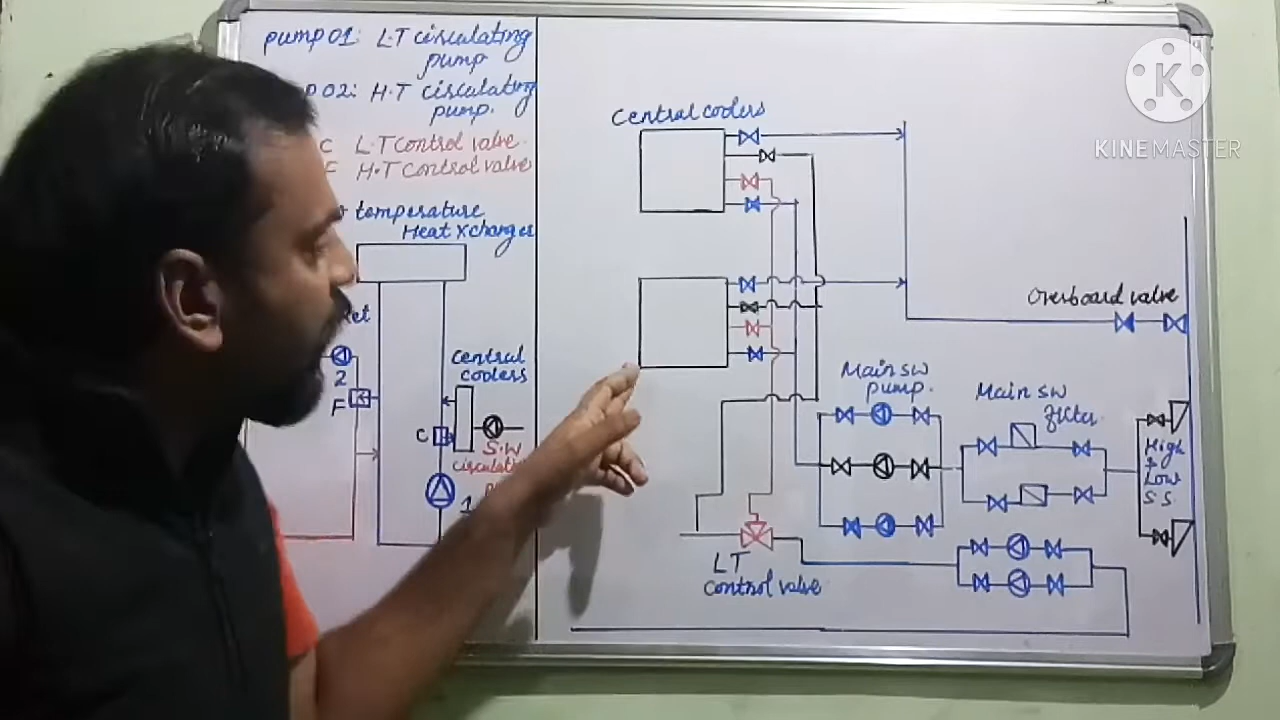 pump 01: L.T circulating
pump
02: H.T circulating
pump.
C L.T control valve.
F H.T control valve
temperature
Heat Xchanger
2
F
Central
coolers
C
S.W
1
Central coolers
Main SW
pump.
LT
control valve
Main SW
filter
Overboard valve
High
&
Low
S S
K
KINEMASTER